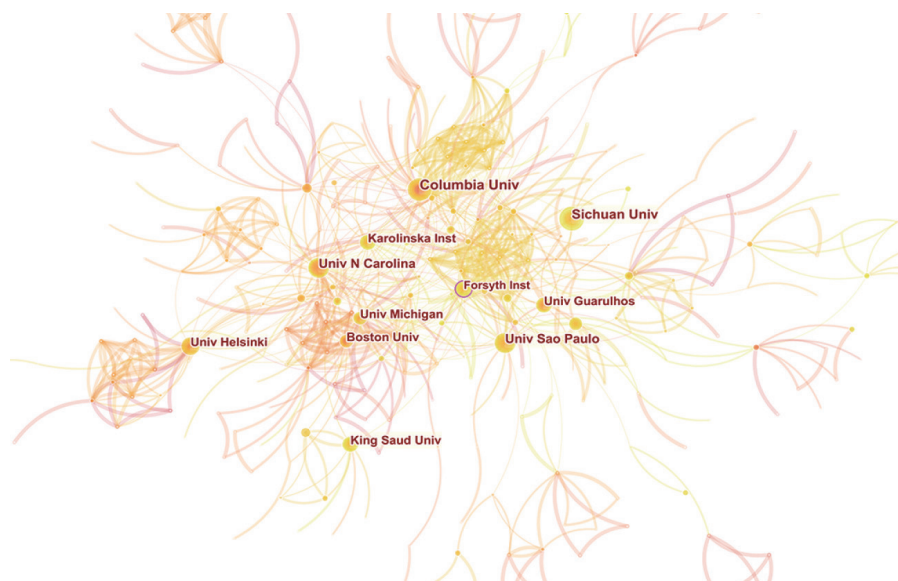 Columbia Univ
Sichuan Univ
Karolinska Inst
Univ N Carolina
Forsyth Inst
Univ Guarulhos
Univ Michigan
Boston Univ
Univ Sao Paulo
Univ Helsinki
King Saud Univ